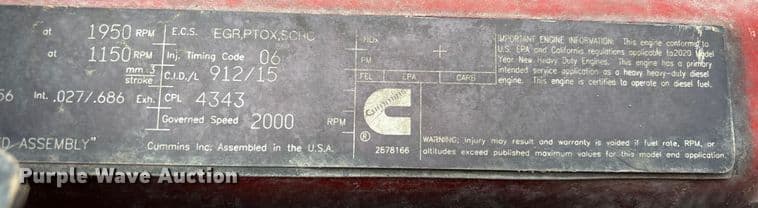 at 1950 RPM E.C.S. EGR,PTOX,SCRC
at 1150 RPM Inj. Timing Code 06
mm 3 stroke C.I.D./L 912/15
56 Int. .027/.686 Exh. CPL 4343
Governed Speed 2000 RPM
ASSEMBLY" Cummins Inc. Assembled in the U.S.A.
PM
FEL EPA CARB
Cummins
®
2678166
IMPORTANT ENGINE INFORMATION: This engine conforms to
U.S. EPA and California regulations applicable to2020 Model
Year New Heavy Duty Engines. This engine has a primary
intended service application as a heavy heavy-duty diesel
engine. This engine is certified to operate on diesel fuel.
WARNING: Injury may result and warranty is voided if fuel rate, RPM, or
altitudes exceed published maximum values for this model and application.
Purple Wave Auction